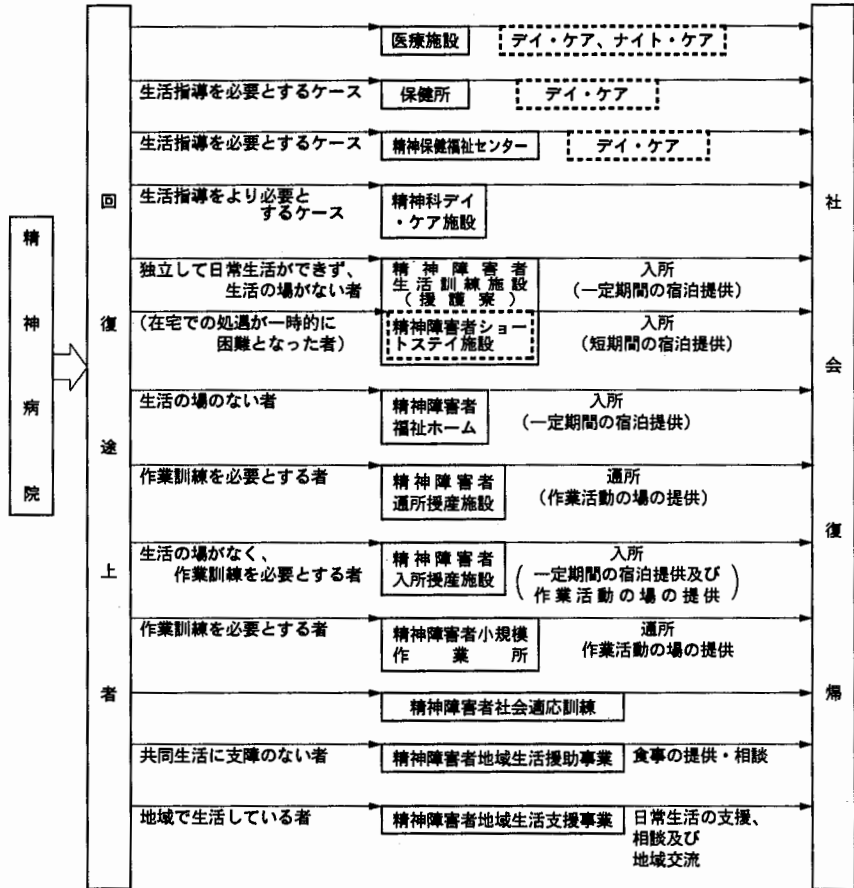 精神病院
回復途上者
社会復帰
医療施設
デイ・ケア、ナイト・ケア
生活指導を必要とするケース
保健所
デイ・ケア
生活指導を必要とするケース
精神保健福祉センター
デイ・ケア
生活指導をより必要と
するケース
精神科デイ
・ケア施設
独立して日常生活ができず、
生活の場がない者
精神障害者
生活訓練施設
(援護寮)
入所
(一定期間の宿泊提供)
(在宅での処遇が一時的に
困難となった者)
精神障害者ショー
トステイ施設
入所
(短期間の宿泊提供)
生活の場のない者
精神障害者
福祉ホーム
入所
(一定期間の宿泊提供)
作業訓練を必要とする者
精神障害者
通所授産施設
通所
(作業活動の場の提供)
生活の場がなく、
作業訓練を必要とする者
精神障害者
入所授産施設
入所
(一定期間の宿泊提供及び
作業活動の場の提供)
作業訓練を必要とする者
精神障害者小規模
作業所
通所
作業活動の場の提供
精神障害者社会適応訓練
共同生活に支障のない者
精神障害者地域生活援助事業
食事の提供・相談
地域で生活している者
精神障害者地域生活支援事業
日常生活の支援、
相談及び
地域交流